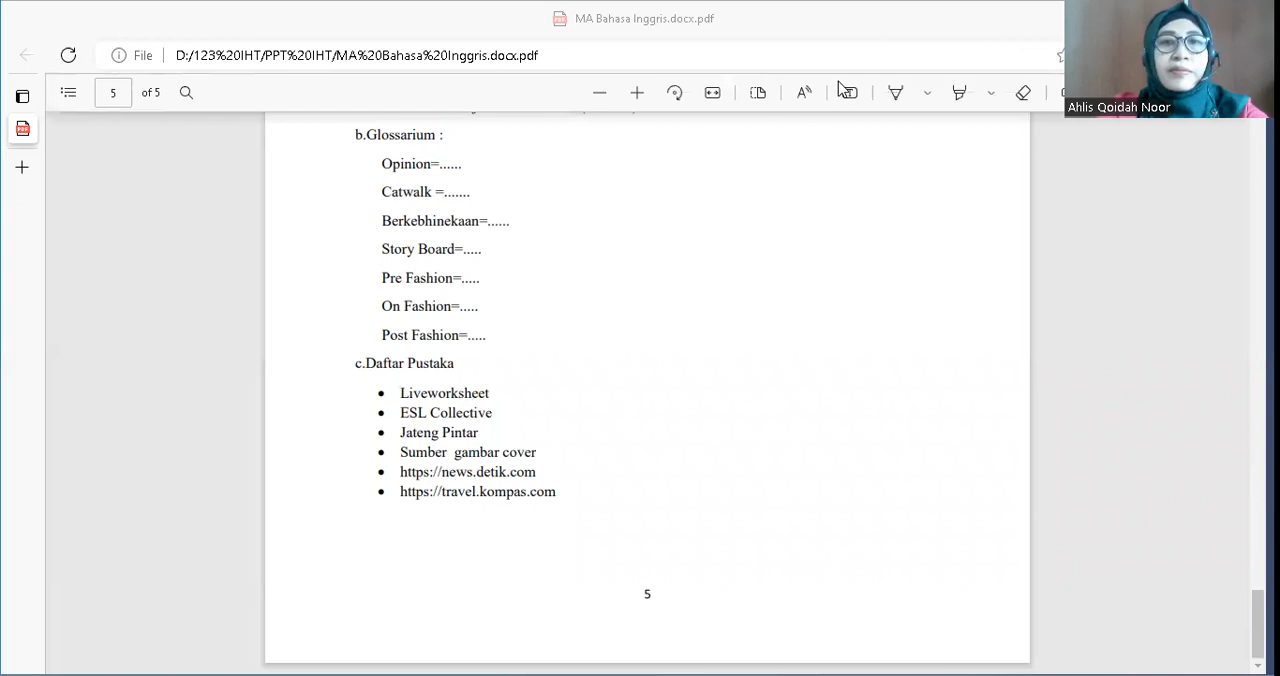 MA Bahasa Inggris.docx.pdf
File
D:/123%20IHT/PPT%20IHT/MA%20Bahasa%20Inggris.docx.pdf
5 of 5
Ahlis Qoidah Noor
b.Glossarium :
Opinion=......
Catwalk =.......
Berkebhinekaan=......
Story Board=.....
Pre Fashion=.....
On Fashion=.....
Post Fashion=.....
c.Daftar Pustaka
• Liveworksheet
• ESL Collective
• Jateng Pintar
• Sumber gambar cover
• https://news.detik.com
• https://travel.kompas.com
5